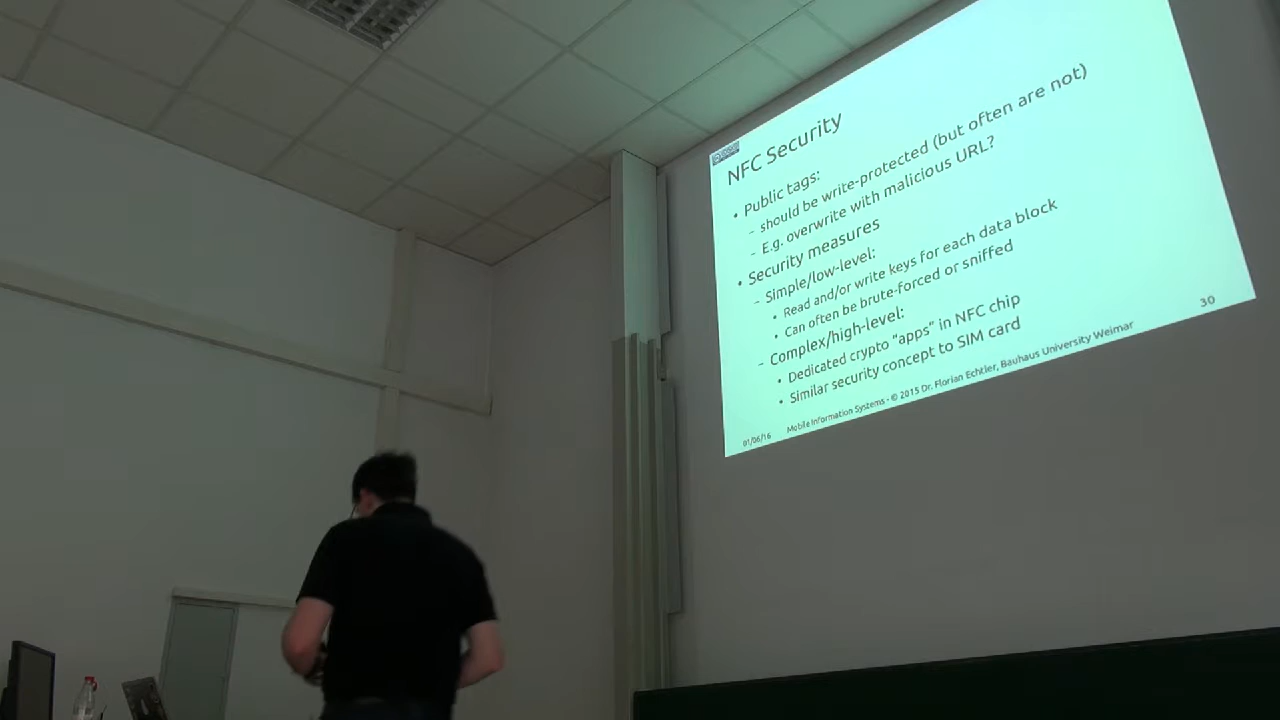 NFC Security
• Public tags:
– should be write-protected (but often are not)
– E.g. overwrite with malicious URL?
• Security measures
– Simple/low-level:
• Read and/or write keys for each data block
• Can often be brute-forced or sniffed
– Complex/high-level:
• Dedicated crypto "apps" in NFC chip
• Similar security concept to SIM card
01/06/16 Mobile Information Systems - © 2015 Dr. Florian Echtler, Bauhaus University Weimar 30